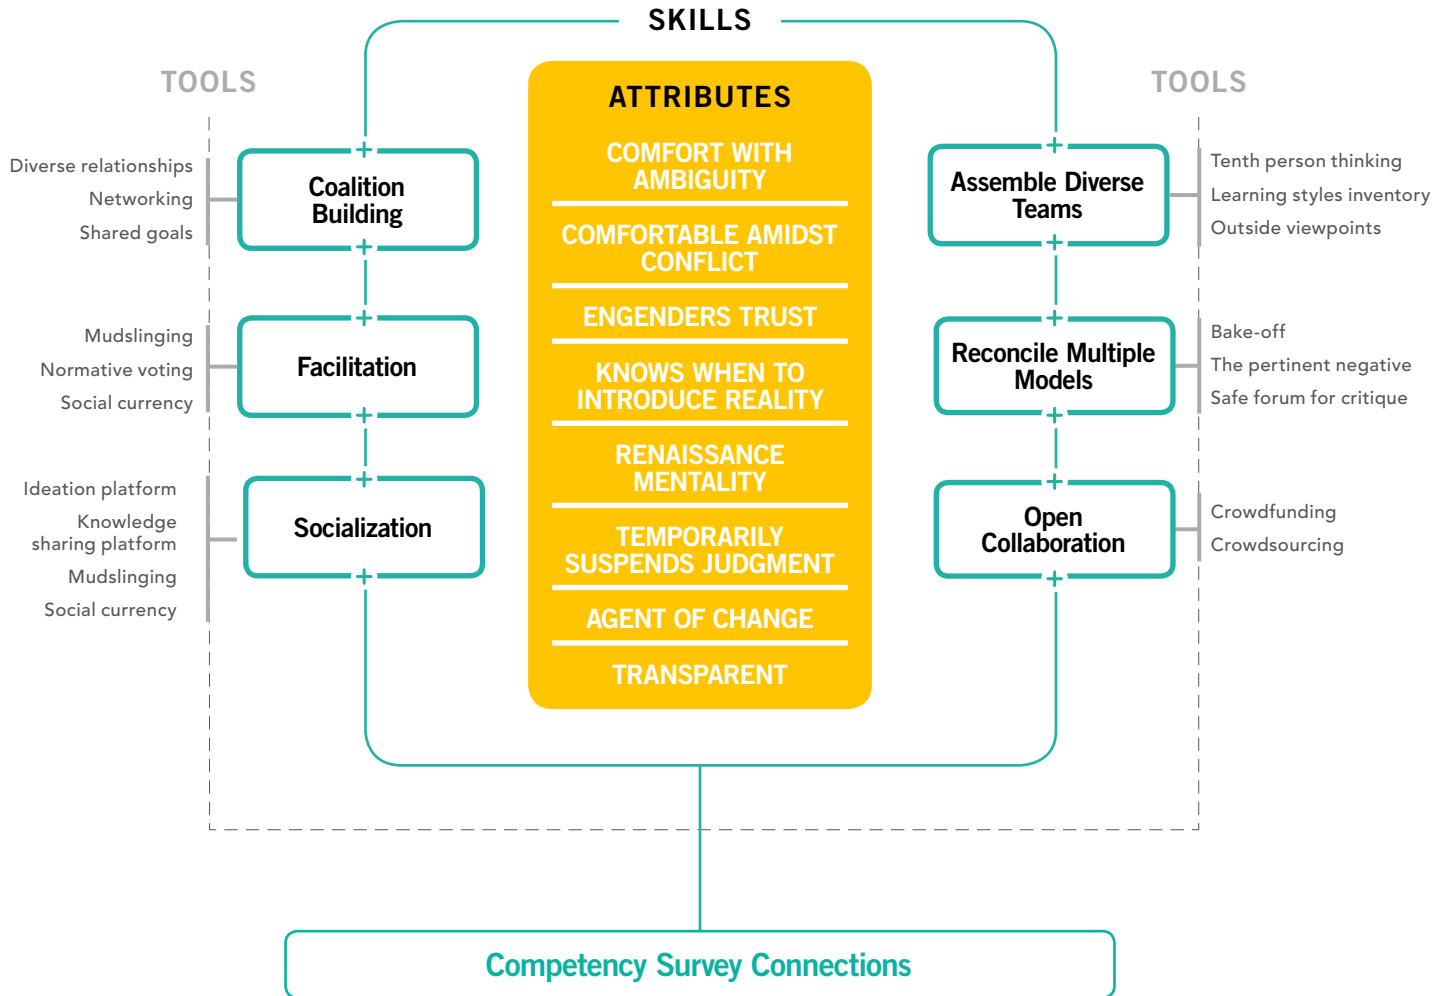 SKILLS
TOOLS
Diverse relationships
Networking
Shared goals
Coalition
Building
Mudslinging
Normative voting
Social currency
Facilitation
Ideation platform
Knowledge
sharing platform
Mudslinging
Social currency
Socialization
ATTRIBUTES
COMFORT WITH
AMBIGUITY
COMFORTABLE AMIDST
CONFLICT
ENGENDERS TRUST
KNOWS WHEN TO
INTRODUCE REALITY
RENAISSANCE
MENTALITY
TEMPORARILY
SUSPENDS JUDGMENT
AGENT OF CHANGE
TRANSPARENT
TOOLS
Assemble Diverse
Teams
Tenth person thinking
Learning styles inventory
Outside viewpoints
Reconcile Multiple
Models
Bake-off
The pertinent negative
Safe forum for critique
Open
Collaboration
Crowdfunding
Crowdsourcing
Competency Survey Connections